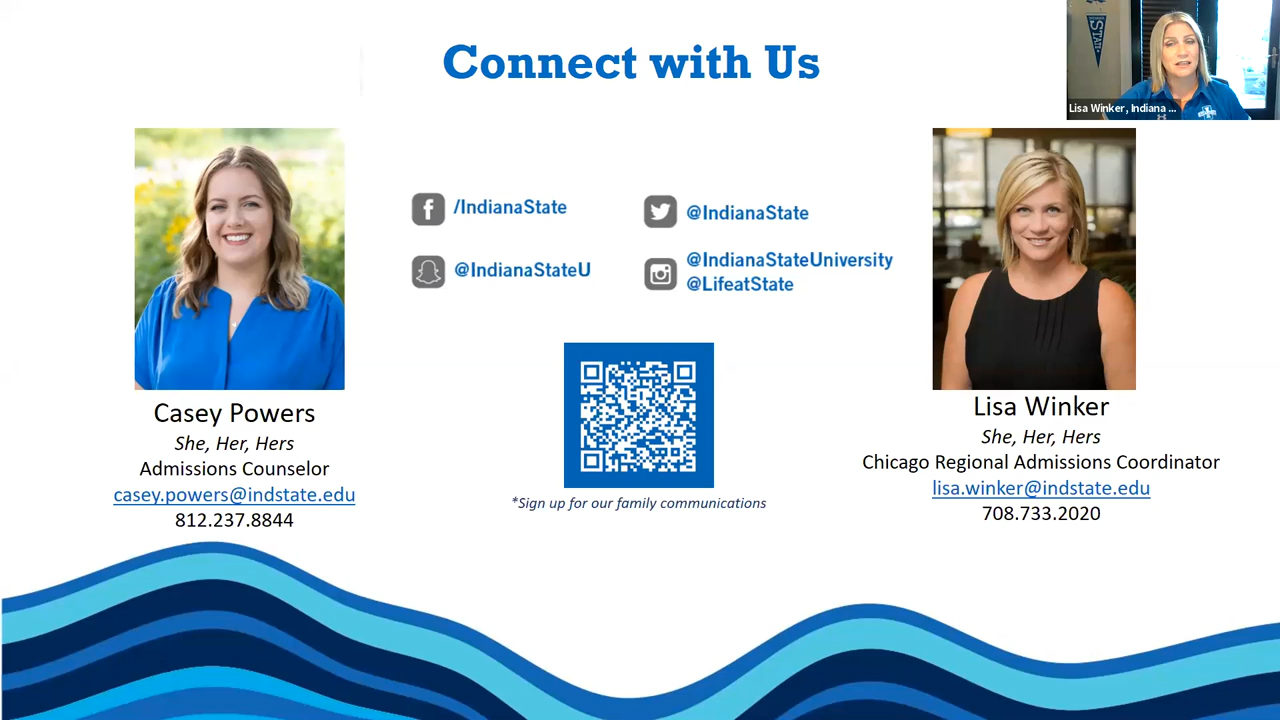 Connect with Us
STATE
Lisa Winker, Indiana ...
/IndianaState
@IndianaState
@IndianaStateU
@IndianaStateUniversity
@LifeatState
Casey Powers
She, Her, Hers
Admissions Counselor
casey.powers@indstate.edu
812.237.8844
*Sign up for our family communications
Lisa Winker
She, Her, Hers
Chicago Regional Admissions Coordinator
lisa.winker@indstate.edu
708.733.2020